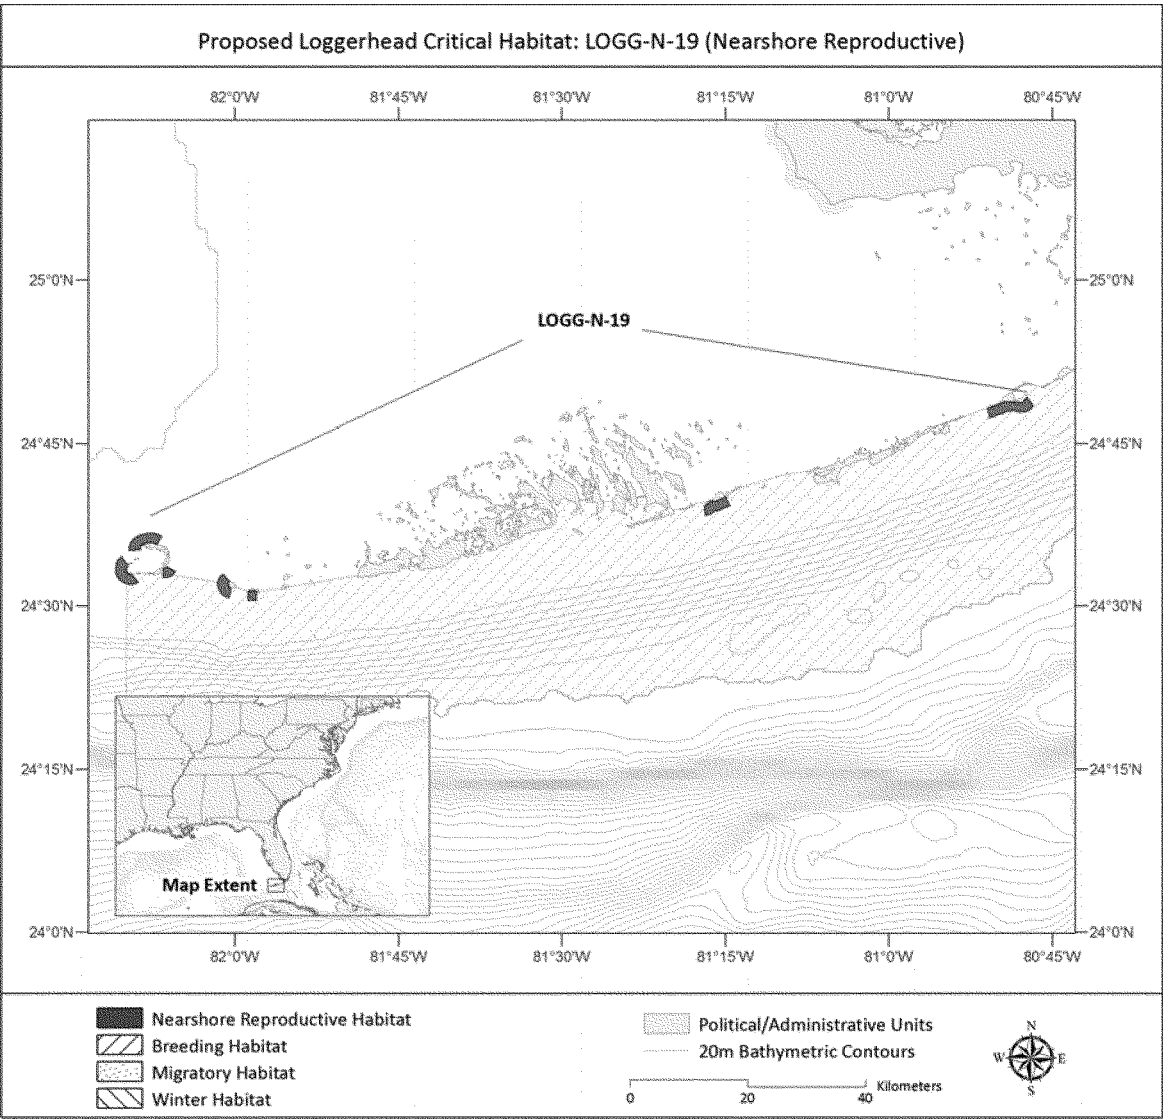 Proposed Loggerhead Critical Habitat: LOGG-N-19 (Nearshore Reproductive)
82°0'W 81°45'W 81°30'W 81°15'W 81°0'W 80°45'W
25°0'N 25°0'N
LOGG-N-19
24°45'N 24°45'N
24°30'N 24°30'N
24°15'N 24°15'N
Map Extent
24°0'N 24°0'N
82°0'W 81°45'W 81°30'W 81°15'W 81°0'W 80°45'W
Nearshore Reproductive Habitat
Breeding Habitat
Migratory Habitat
Winter Habitat
Political/Administrative Units
20m Bathymetric Contours
Kilometers
0 20 40
N
W E
S